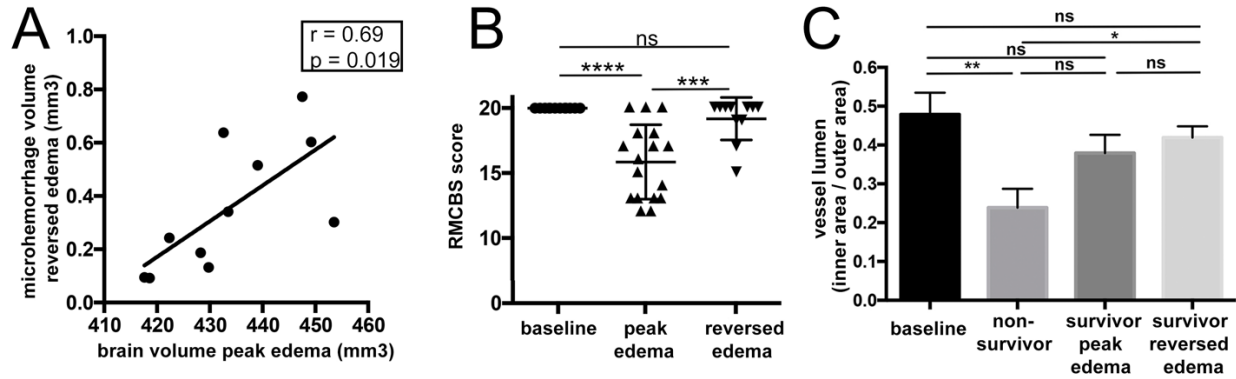 A
microhemorrhage volume
reversed edema (mm3)
1.0
0.8
0.6
0.4
0.2
0.0
r = 0.69
p = 0.019
410 420 430 440 450 460
brain volume peak edema (mm3)
B
ns
**** ***
RMCBS score
20
15
10
0
baseline peak edema reversed edema
C
ns
*
ns
** ns ns
vessel lumen
(inner area / outer area)
0.6
0.5
0.4
0.3
0.2
0.1
0.0
baseline non-survivor survivor peak edema survivor reversed edema